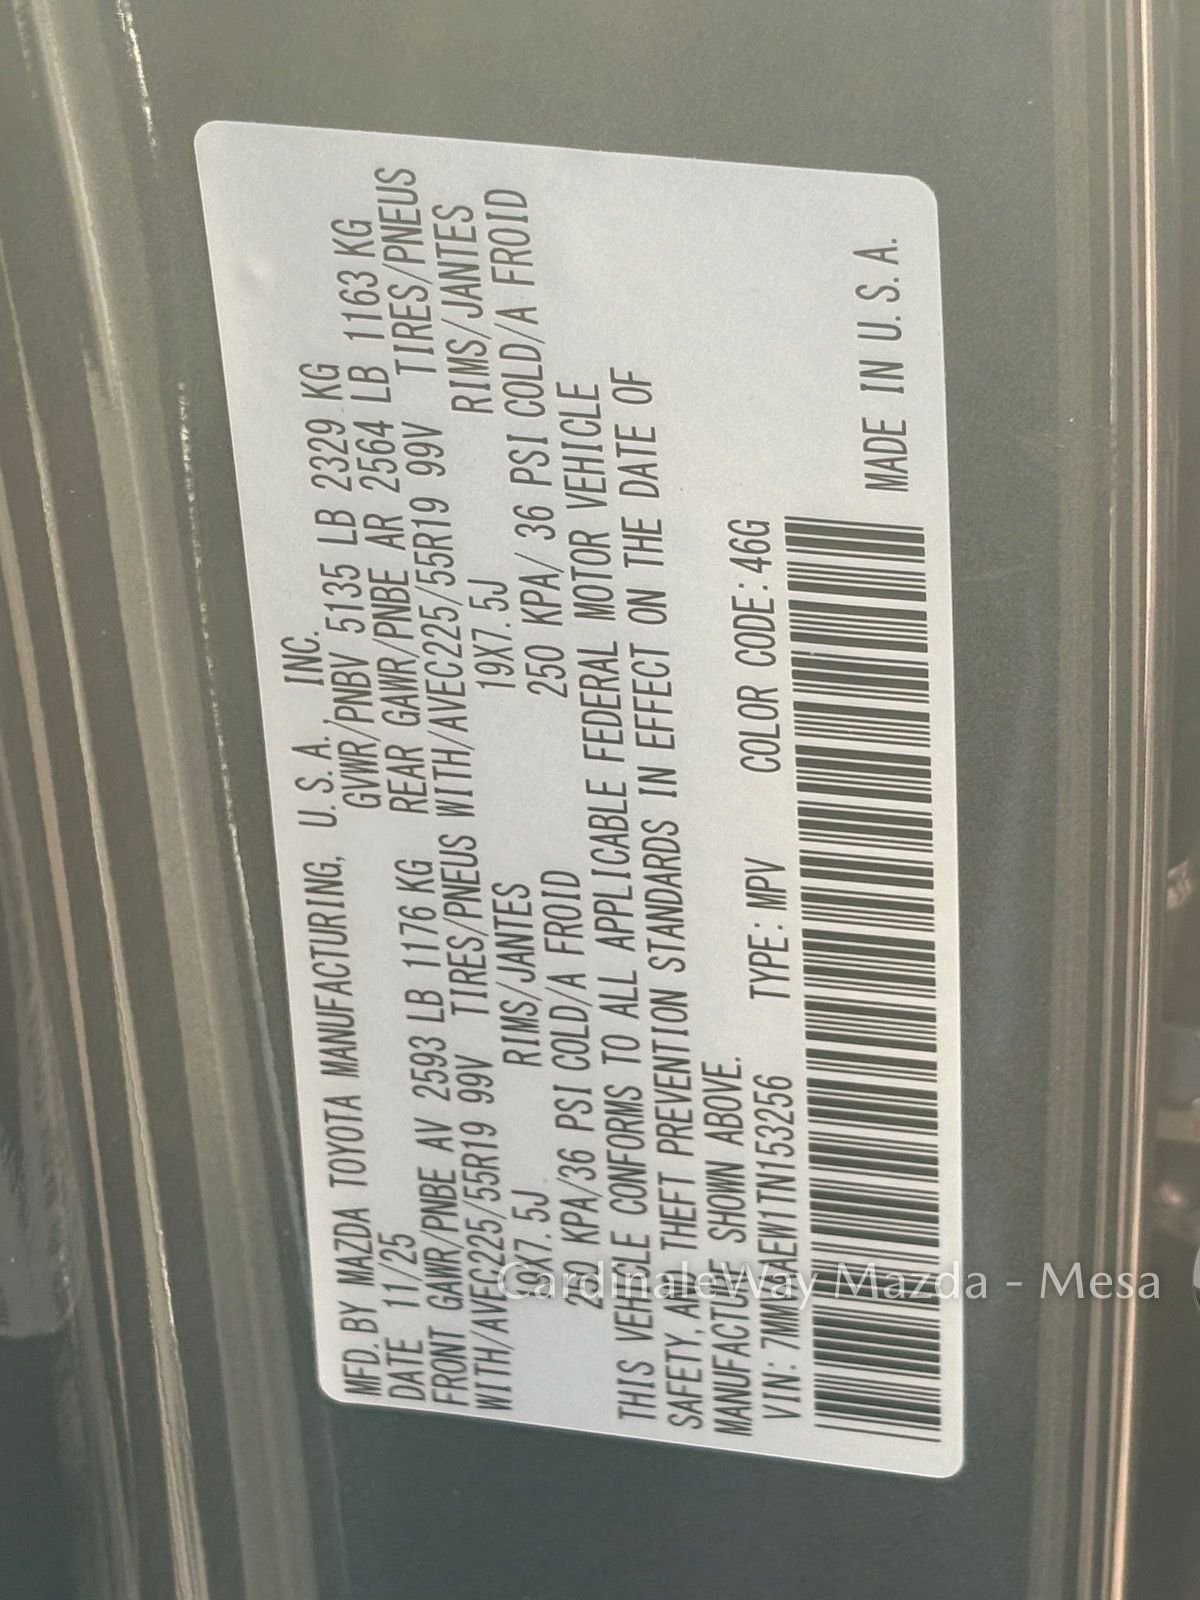 MFD. BY MAZDA TOYOTA MANUFACTURING, U. S. A. INC.
DATE 11/25 GVWR/PNBV 5135 LB 2329 KG
FRONT GAWR/PNBE AV 2593 LB 1176 KG REAR GAWR/PNBE AR 2564 LB 1163 KG
WITH/AVEC225/55R19 99V TIRES/PNEUS WITH/AVEC225/55R19 99V TIRES/PNEUS
19X7. 5J RIMS/JANTES 19X7. 5J RIMS/JANTES
250 KPA/36 PSI COLD/A FROID 250 KPA/ 36 PSI COLD/A FROID
THIS VEHICLE CONFORMS TO ALL APPLICABLE FEDERAL MOTOR VEHICLE
SAFETY, AND THEFT PREVENTION STANDARDS IN EFFECT ON THE DATE OF
MANUFACTURE SHOWN ABOVE.
VIN: TYPE: MPV COLOR CODE: 46G
MADE IN U. S. A.
CardinaleWay Mazda - Mesa